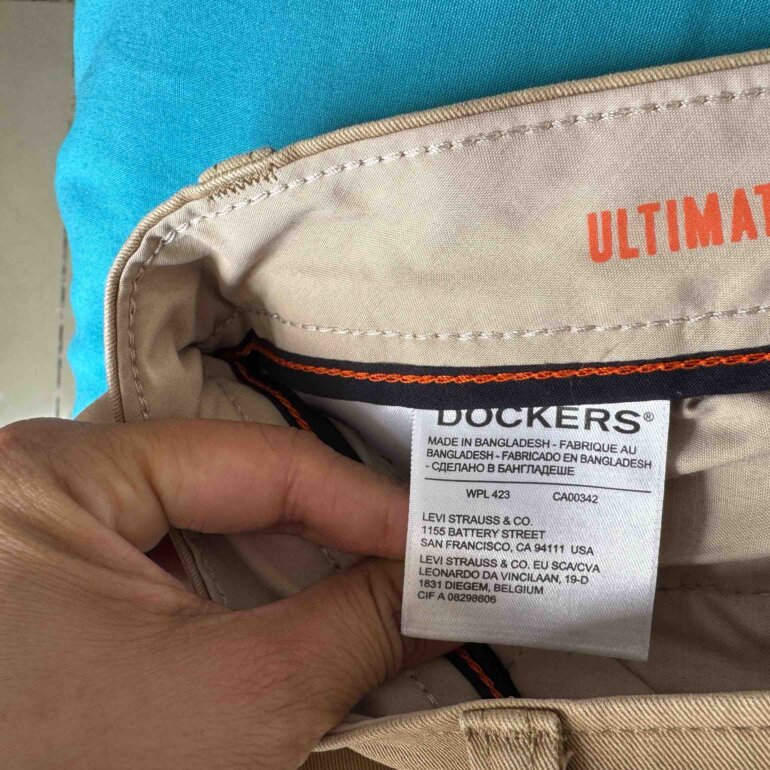 ULTIMAT
DOCKERS®
MADE IN BANGLADESH - FABRIQUE AU
BANGLADESH - FABRICADO EN BANGLADESH
- СДЕЛАНО В БАНГЛАДЕШЕ
WPL 423 CA00342
LEVI STRAUSS & CO.
1155 BATTERY STREET
SAN FRANCISCO, CA 94111 USA
LEVI STRAUSS & CO. EU SCA/CVA
LEONARDO DA VINCILAAN, 19-D
1831 DIEGEM, BELGIUM
CIF A 08298606